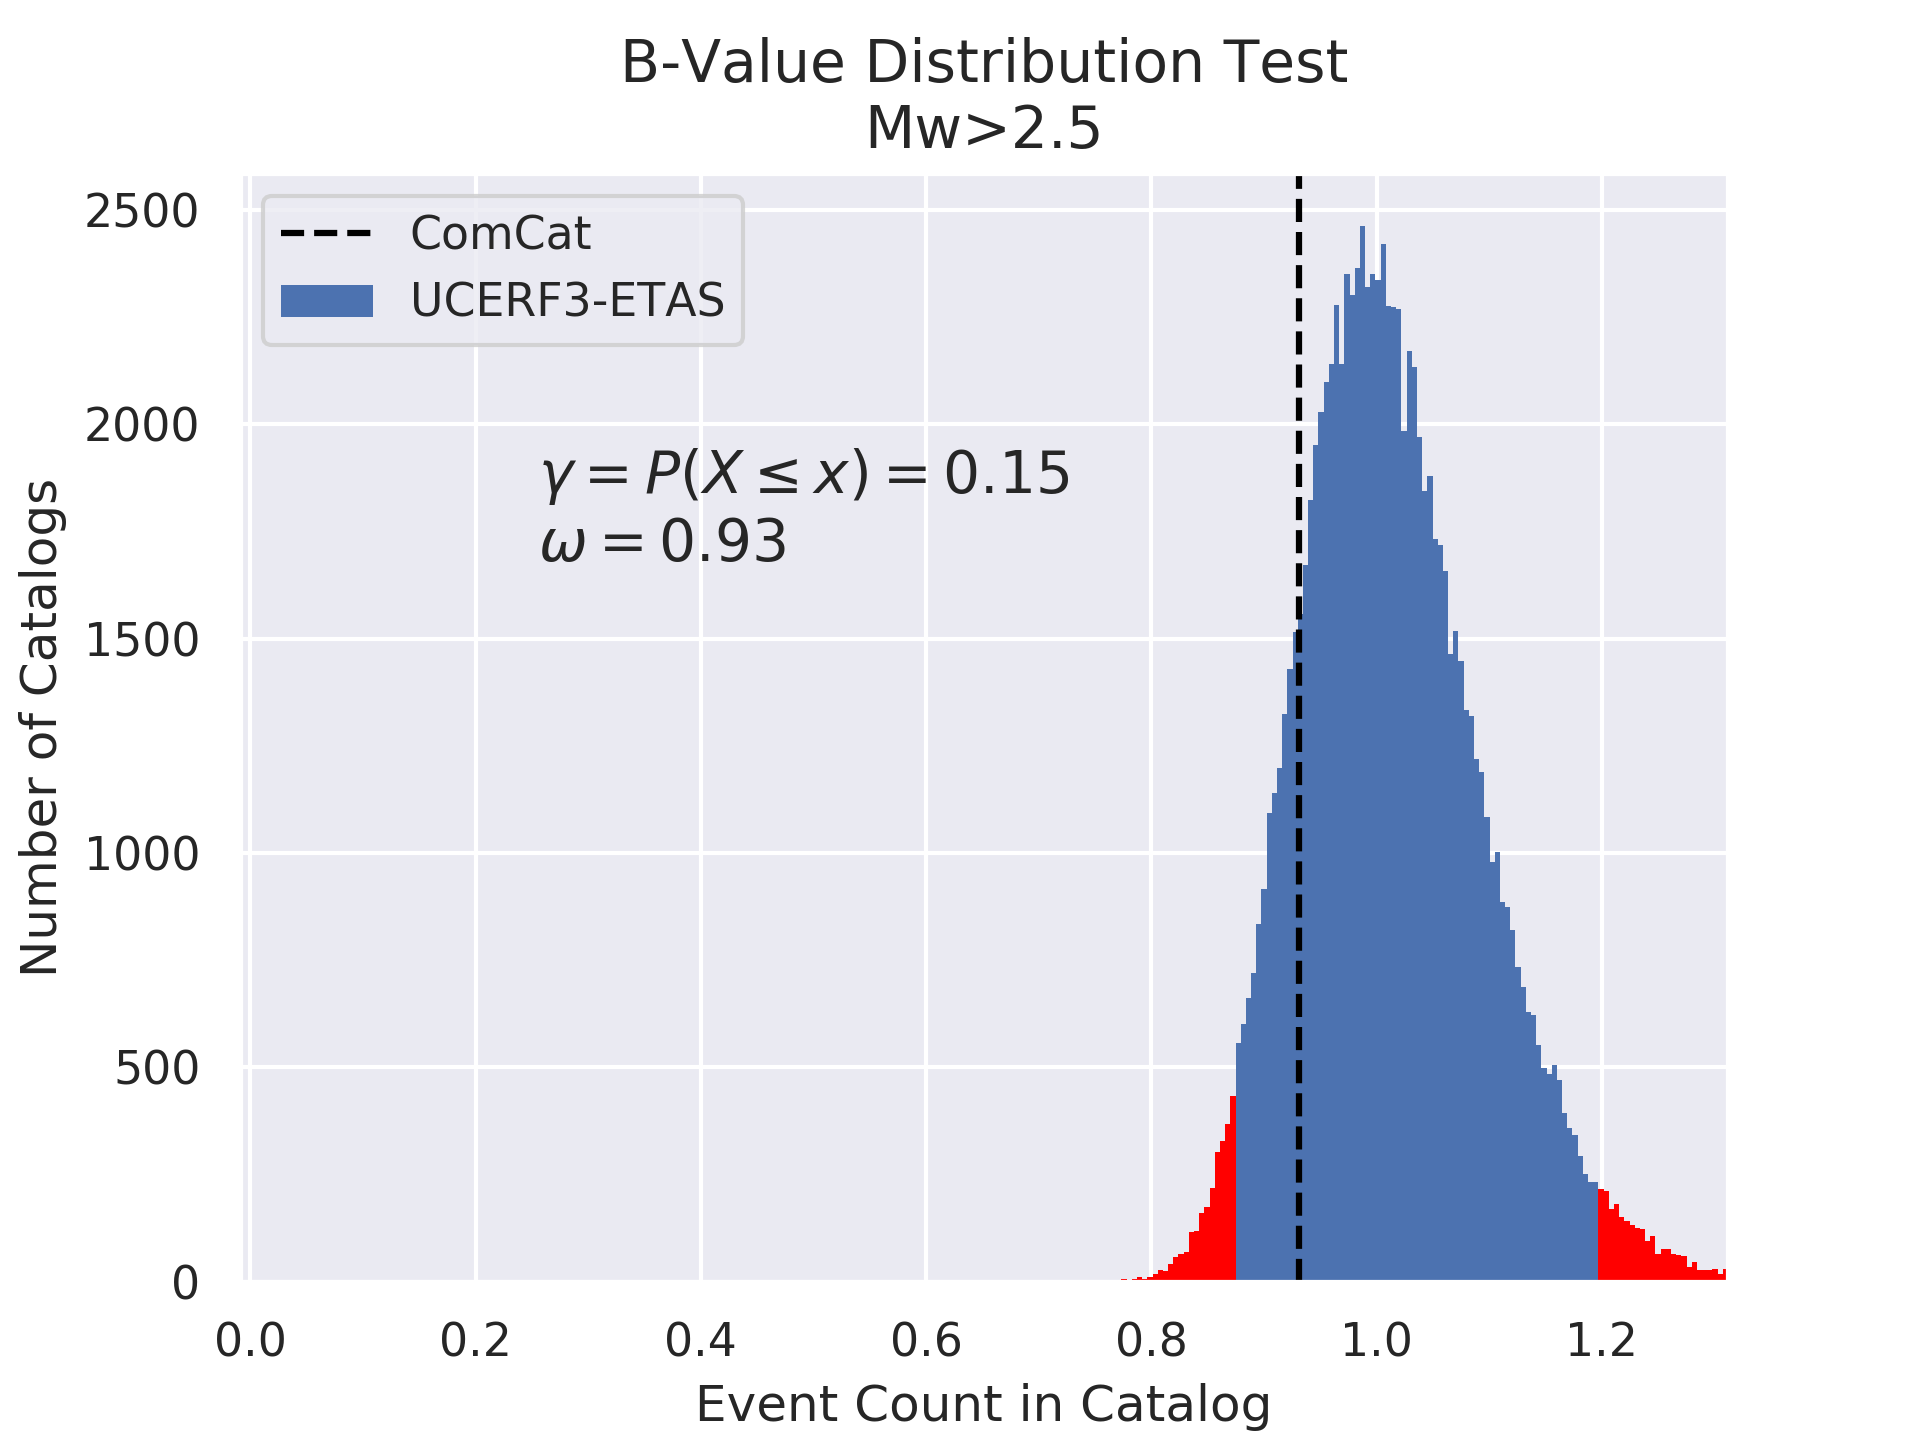 B-Value Distribution Test
Mw>2.5
ComCat
UCERF3-ETAS
γ = P(X ≤ x) = 0.15
ω = 0.93
Number of Catalogs
2500
2000
1500
1000
500
0
0.0 0.2 0.4 0.6 0.8 1.0 1.2
Event Count in Catalog